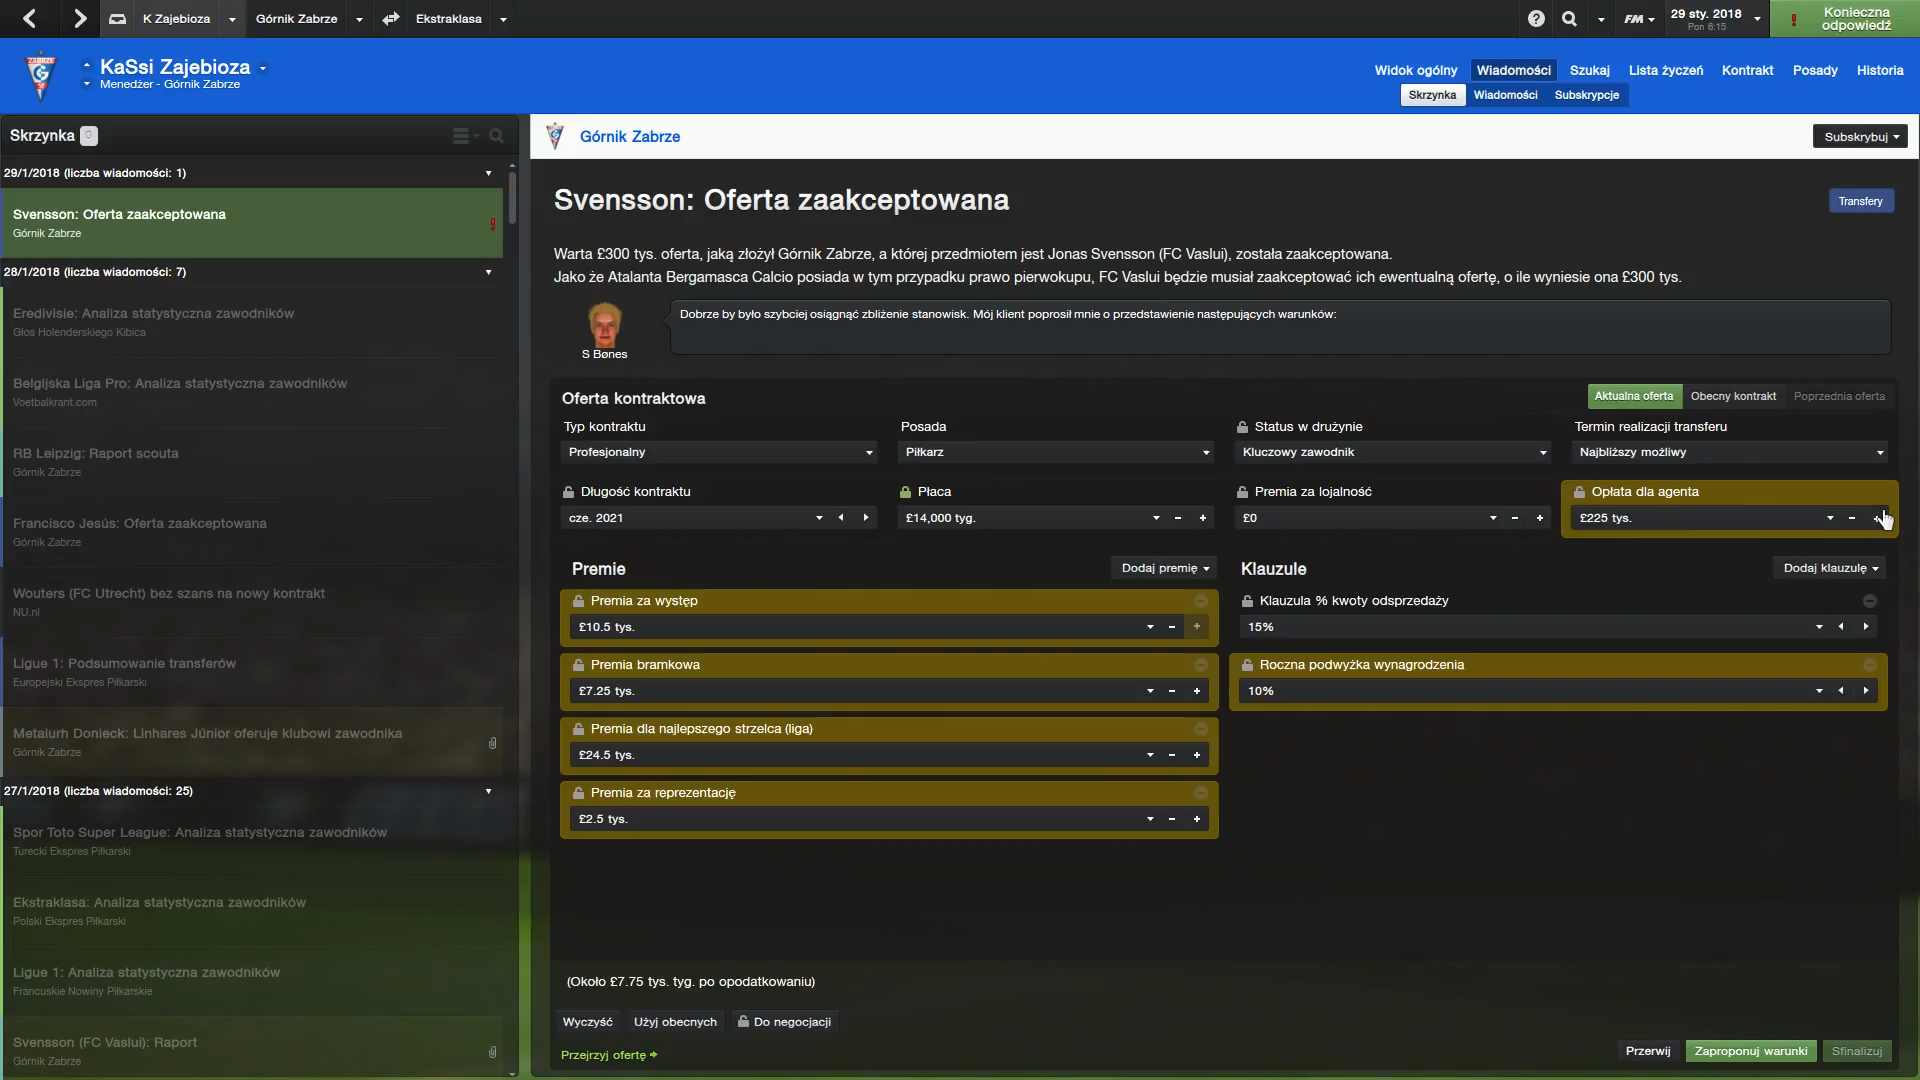 K Zajebioza
Górnik Zabrze
Ekstraklasa
FM
29 sty. 2018
Pon 6:15
Konieczna
odpowiedź
ZABRZE
KaSsi Zajebioza
Menedżer - Górnik Zabrze
Widok ogólny
Wiadomości
Szukaj
Lista życzeń
Kontrakt
Posady
Historia
Skrzynka
Wiadomości
Subskrypcje
Skrzynka 0
29/1/2018 (liczba wiadomości: 1)
Svensson: Oferta zaakceptowana
Górnik Zabrze
28/1/2018 (liczba wiadomości: 7)
Eredivisie: Analiza statystyczna zawodników
Głos Holenderskiego Kibica
Belgijska Liga Pro: Analiza statystyczna zawodników
Voetbalkrant.com
RB Leipzig: Raport scouta
Górnik Zabrze
Francisco Jesús: Oferta zaakceptowana
Górnik Zabrze
Wouters (FC Utrecht) bez szans na nowy kontrakt
NU.nl
Ligue 1: Podsumowanie transferów
Europejski Ekspres Piłkarski
Metalurh Donieck: Linhares Júnior oferuje klubowi zawodnika
Górnik Zabrze
27/1/2018 (liczba wiadomości: 25)
Spor Toto Super League: Analiza statystyczna zawodników
Turecki Ekspres Piłkarski
Ekstraklasa: Analiza statystyczna zawodników
Polski Ekspres Piłkarski
Ligue 1: Analiza statystyczna zawodników
Francuskie Nowiny Piłkarskie
Svensson (FC Vaslui): Raport
Górnik Zabrze
Górnik Zabrze
Subskrybuj
Svensson: Oferta zaakceptowana
Transfery
Warta £300 tys. oferta, jaką złożył Górnik Zabrze, a której przedmiotem jest Jonas Svensson (FC Vaslui), została zaakceptowana.
Jako że Atalanta Bergamasca Calcio posiada w tym przypadku prawo pierwokupu, FC Vaslui będzie musiał zaakceptować ich ewentualną ofertę, o ile wyniesie ona £300 tys.
Dobrze by było szybciej osiągnąć zbliżenie stanowisk. Mój klient poprosił mnie o przedstawienie następujących warunków:
S Bønes
Oferta kontraktowa
Aktualna oferta
Obecny kontrakt
Poprzednia oferta
Typ kontraktu
Posada
Status w drużynie
Termin realizacji transferu
Profesjonalny
Piłkarz
Kluczowy zawodnik
Najbliższy możliwy
Długość kontraktu
Płaca
Premia za lojalność
Opłata dla agenta
cze. 2021
£14,000 tyg.
£0
£225 tys.
Premie
Dodaj premię
Klauzule
Dodaj klauzulę
Premia za występ
£10.5 tys.
Klauzula % kwoty odsprzedaży
15%
Premia bramkowa
£7.25 tys.
Roczna podwyżka wynagrodzenia
10%
Premia dla najlepszego strzelca (liga)
£24.5 tys.
Premia za reprezentację
£2.5 tys.
(Około £7.75 tys. tyg. po opodatkowaniu)
Wyczyść
Użyj obecnych
Do negocjacji
Przejrzyj ofertę
Przerwij
Zaproponuj warunki
Sfinalizuj